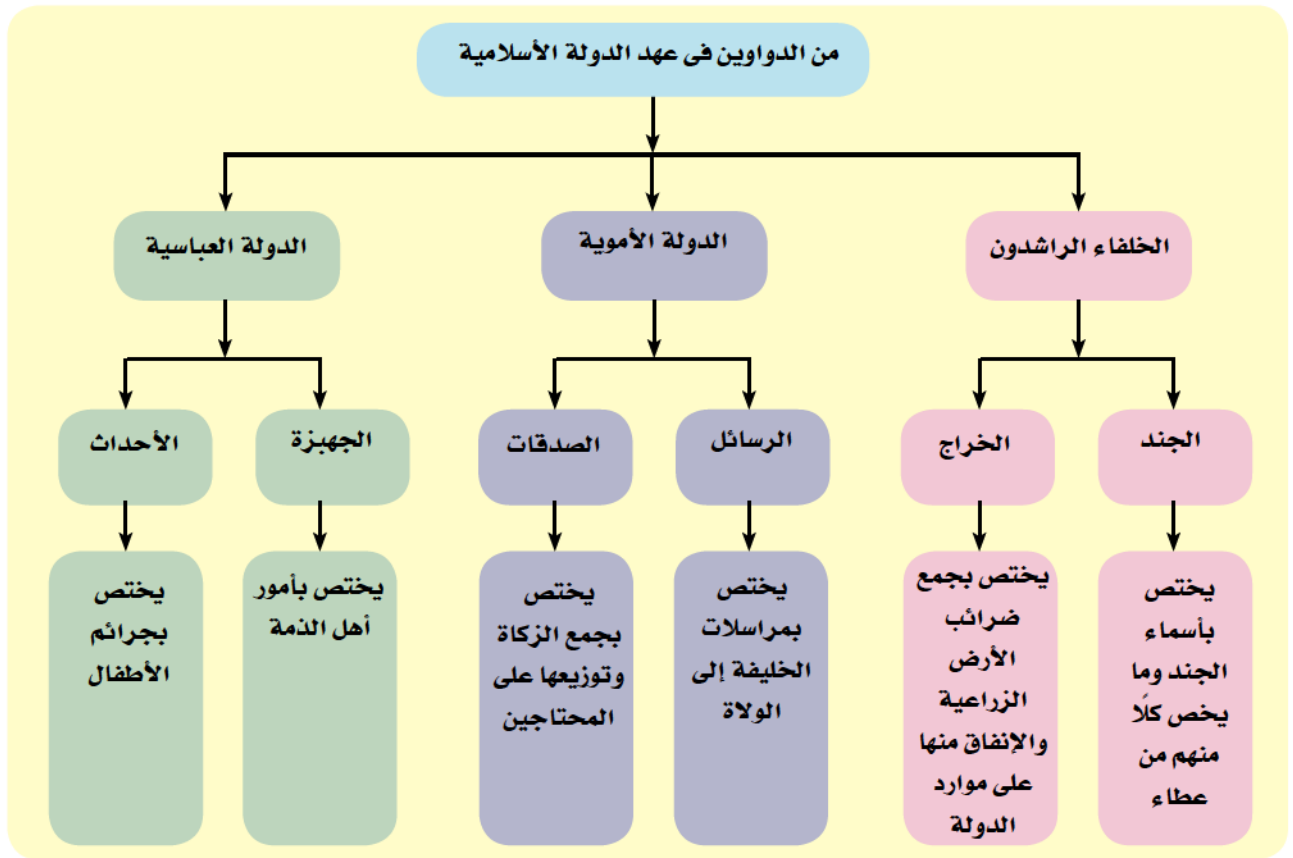 من الدواوين فى عهد الدولة الأسلامية
الخلفاء الراشدون
الدولة الأموية
الدولة العباسية
الجند
الخراج
الرسائل
الصدقات
الجهبزة
الأحداث
يختص
بأسماء
الجند وما
يخص كلًا
منهم من
عطاء
يختص بجمع
ضرائب
الأرض
الزراعية
والإنفاق منها
على موارد
الدولة
يختص
بمراسلات
الخليفة إلى
الولاة
يختص
بجمع الزكاة
وتوزيعها على
المحتاجين
يختص بأمور
أهل الذمة
يختص
بجرائم
الأطفال